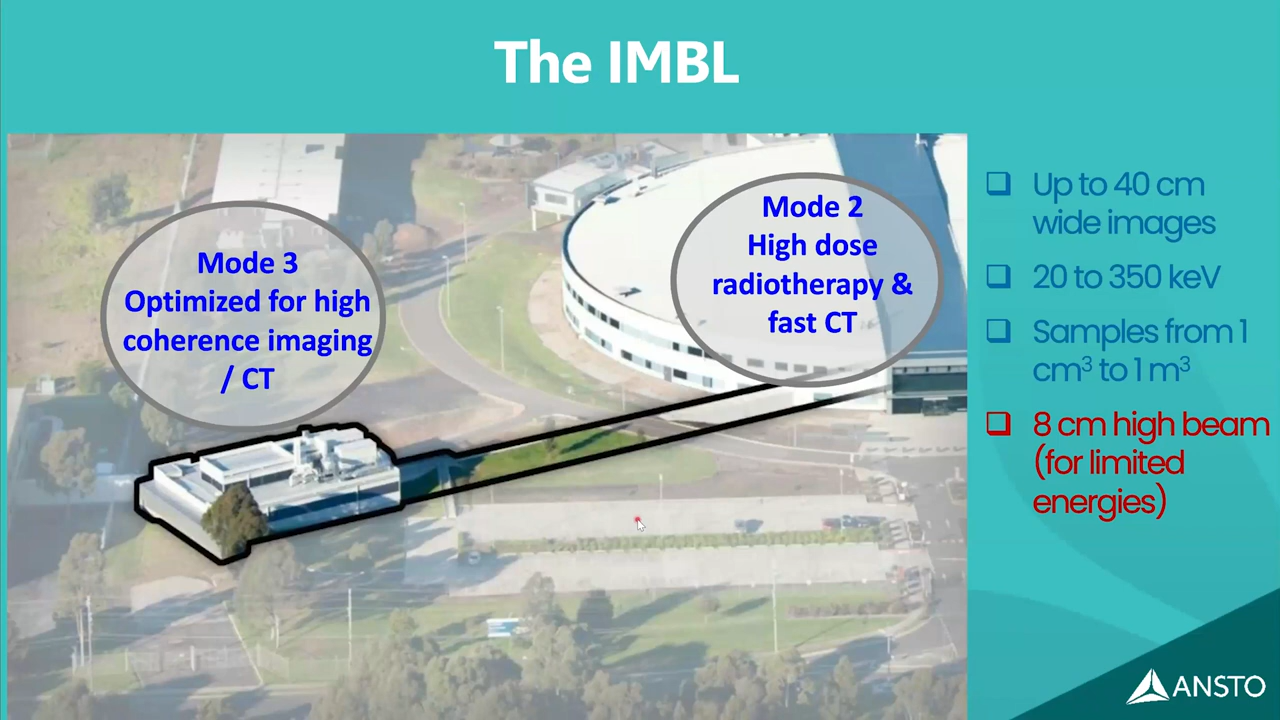 The IMBL
Mode 3
Optimized for high
coherence imaging
/ CT
Mode 2
High dose
radiotherapy &
fast CT
Up to 40 cm
wide images
20 to 350 keV
Samples from 1
cm³ to 1 m³
8 cm high beam
(for limited
energies)
ANSTO